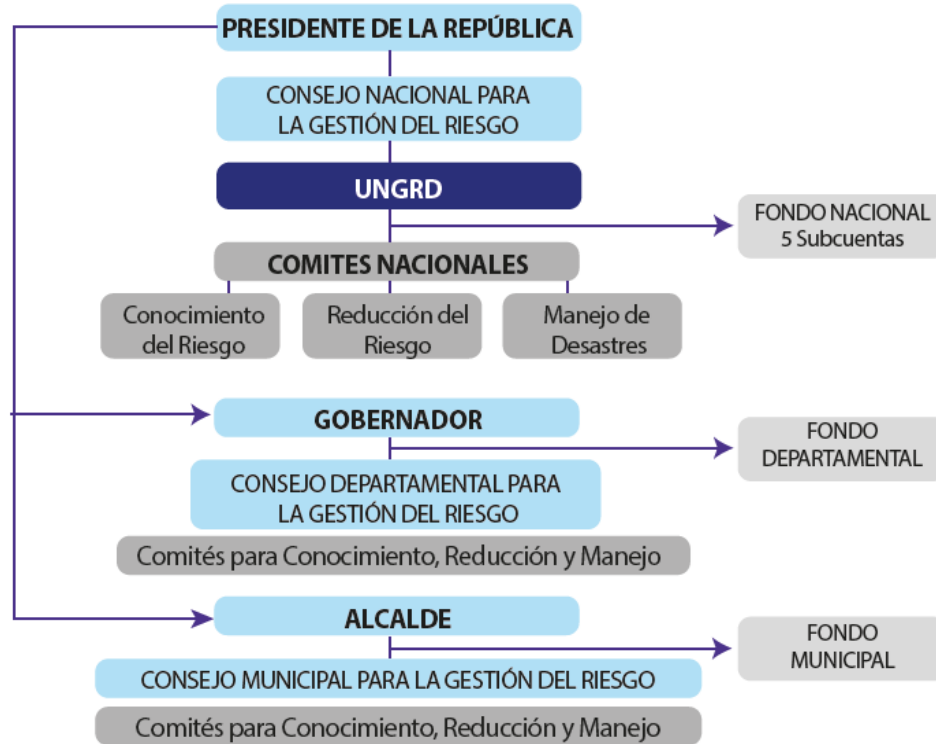 PRESIDENTE DE LA REPÚBLICA
CONSEJO NACIONAL PARA
LA GESTIÓN DEL RIESGO
UNGRD
FONDO NACIONAL
5 Subcuentas
COMITES NACIONALES
Conocimiento
del Riesgo
Reducción del
Riesgo
Manejo de
Desastres
GOBERNADOR
FONDO
DEPARTAMENTAL
CONSEJO DEPARTAMENTAL PARA
LA GESTIÓN DEL RIESGO
Comités para Conocimiento, Reducción y Manejo
ALCALDE
FONDO
MUNICIPAL
CONSEJO MUNICIPAL PARA LA GESTIÓN DEL RIESGO
Comités para Conocimiento, Reducción y Manejo